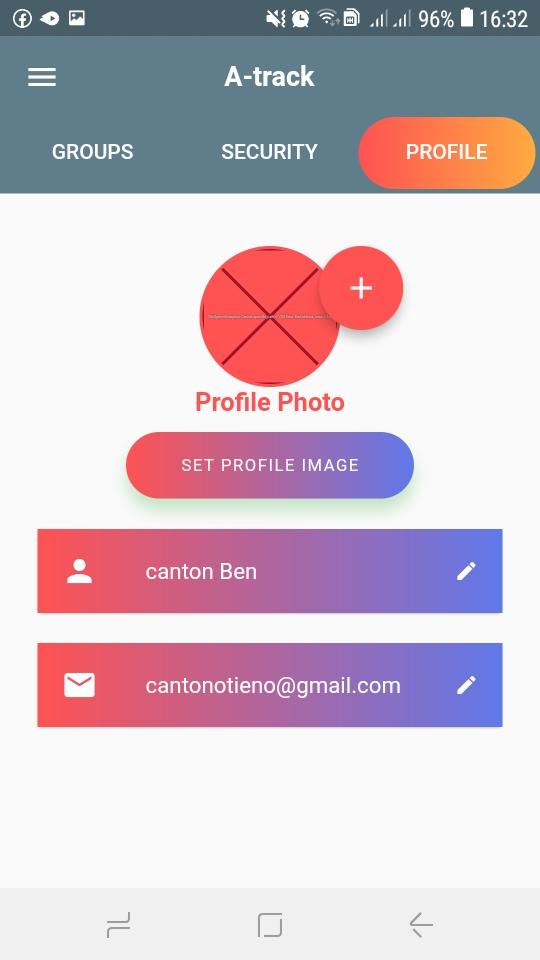 96% 16:32
A-track
GROUPS SECURITY PROFILE
Profile Photo
SET PROFILE IMAGE
canton Ben
cantonotieno@gmail.com